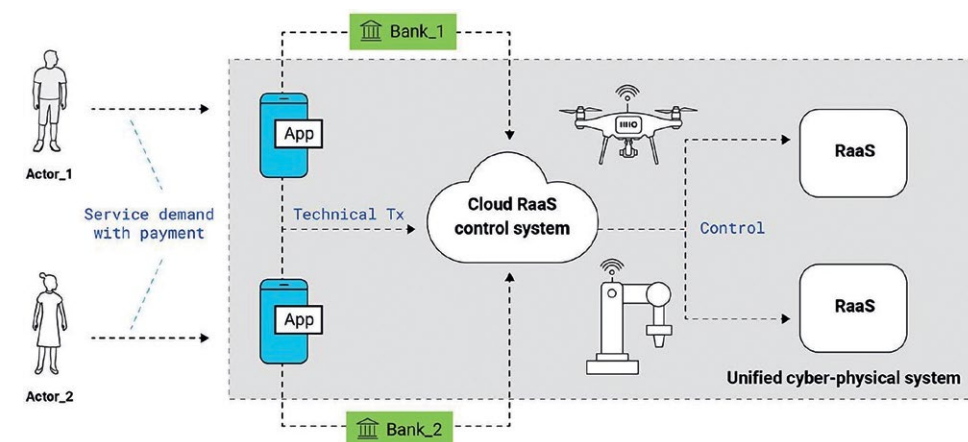 Bank_1
App
Actor_1
Service demand
with payment
Technical Tx
Cloud RaaS
control system
RaaS
Control
App
RaaS
Actor_2
Unified cyber-physical system
Bank_2